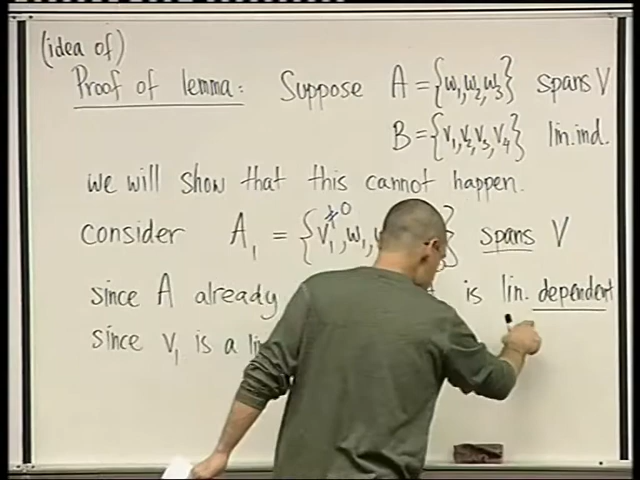 (idea of)
Proof of lemma: Suppose A = {w₁, w₂, w₃} spans V
B = {v₁, v₂, v₃, v₄} lin. ind.
we will show that this cannot happen.
consider A₁ = {v₁, w₁, } spans V
≠ 0
since A already is lin. dependent
since v₁ is a